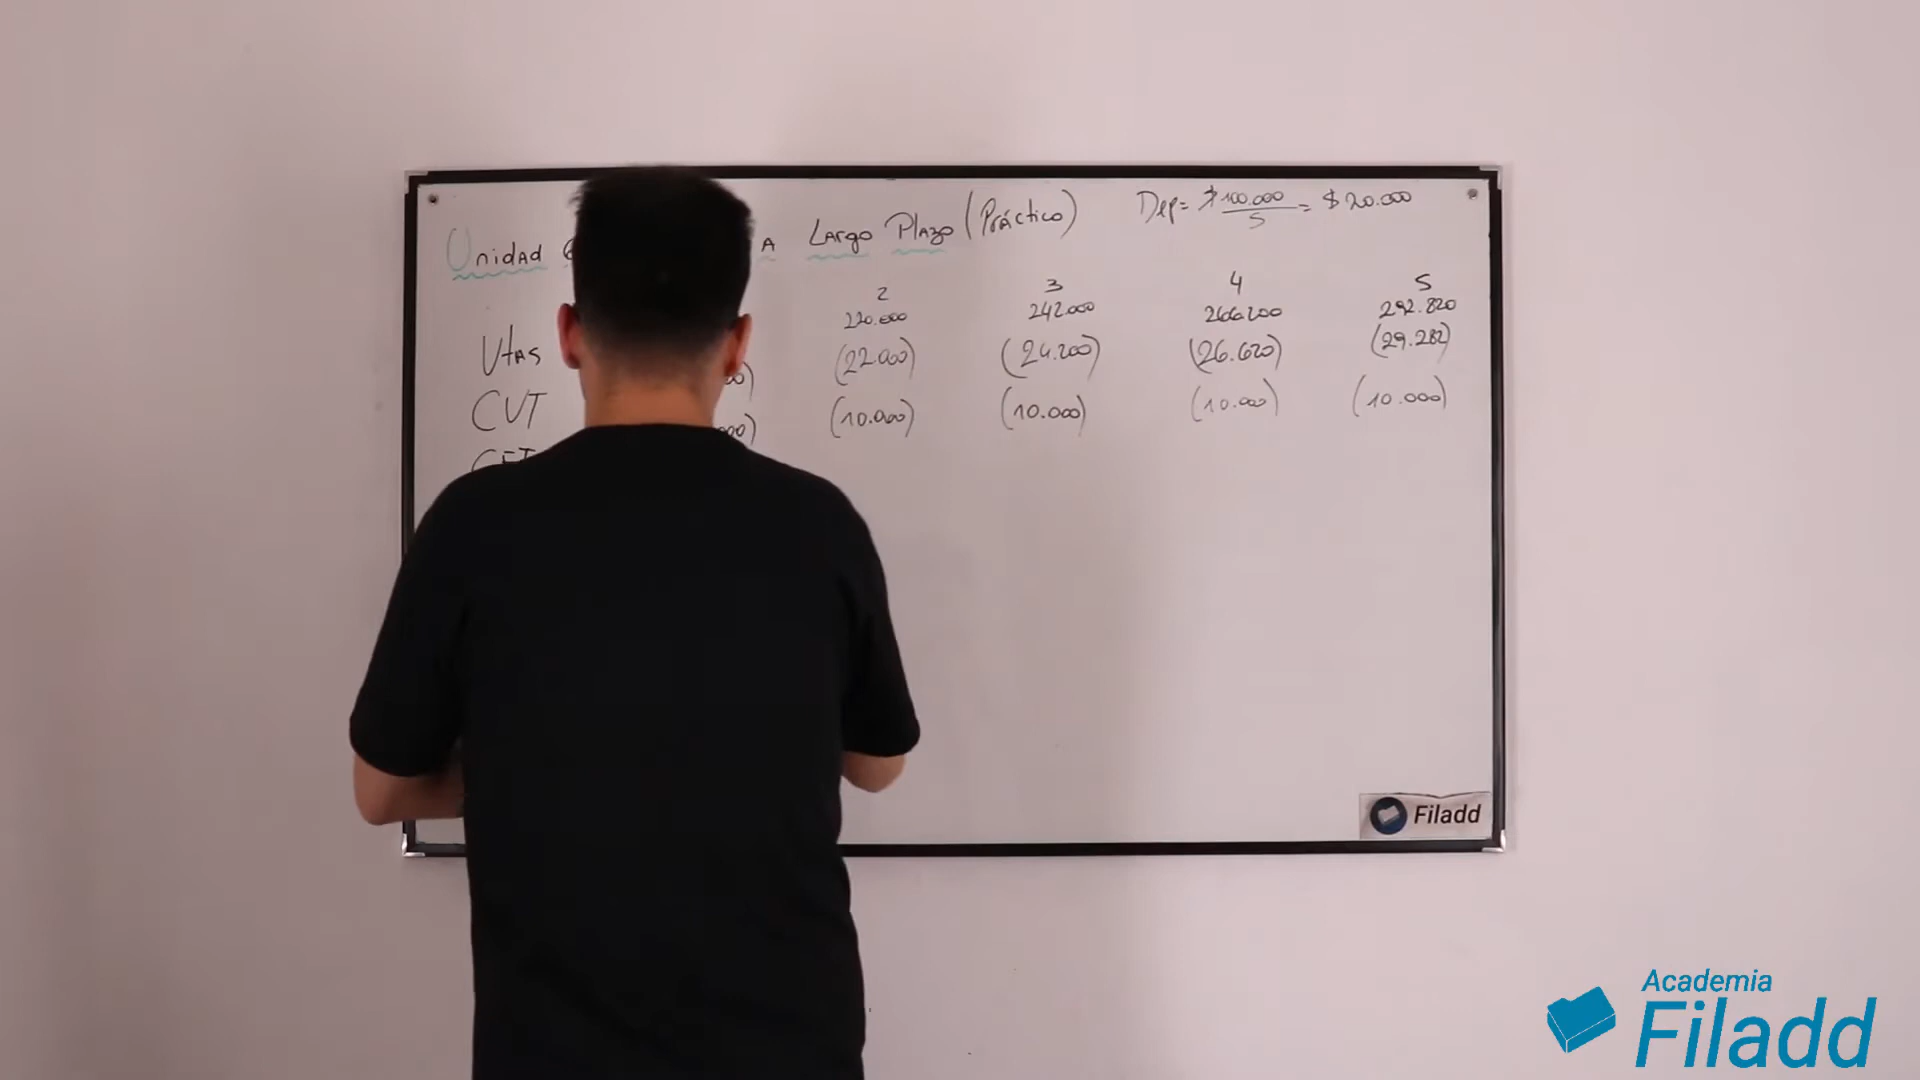 Unidad
A Largo Plazo (Práctico)
Dep = $100.000 / 5 = $20.000
2 3 4 5
Vtas 220.000 242.000 266.200 292.820
CVT (22.000) (24.200) (26.620) (29.282)
(10.000) (10.000) (10.000) (10.000)
Filadd
Academia
Filadd